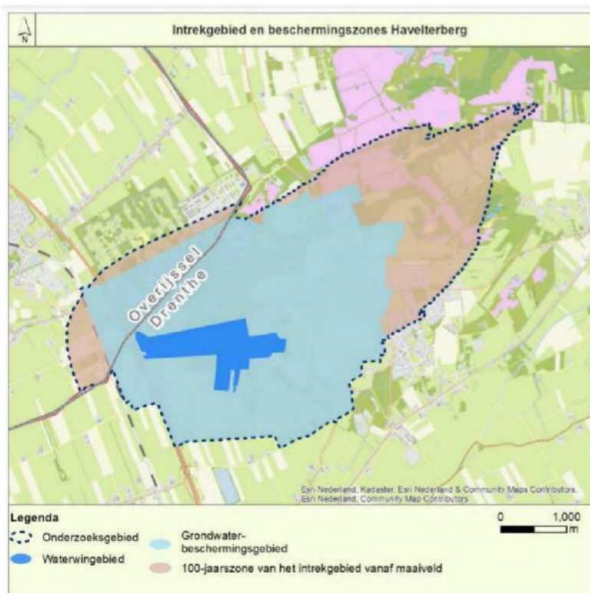 Intrekgebied en beschermingszones Havelterberg
N
Overijssel
Drenthe
Esri Nederland, Kadaster, Esri Nederland & Community Maps Contributors,
Esri Nederland, Community Map Contributors
Legenda
Onderzoeksgebied
Waterwingebied
Grondwater-
beschermingsgebied
100-jaarszone van het intrekgebied vanaf maaiveld
0 1,000
m